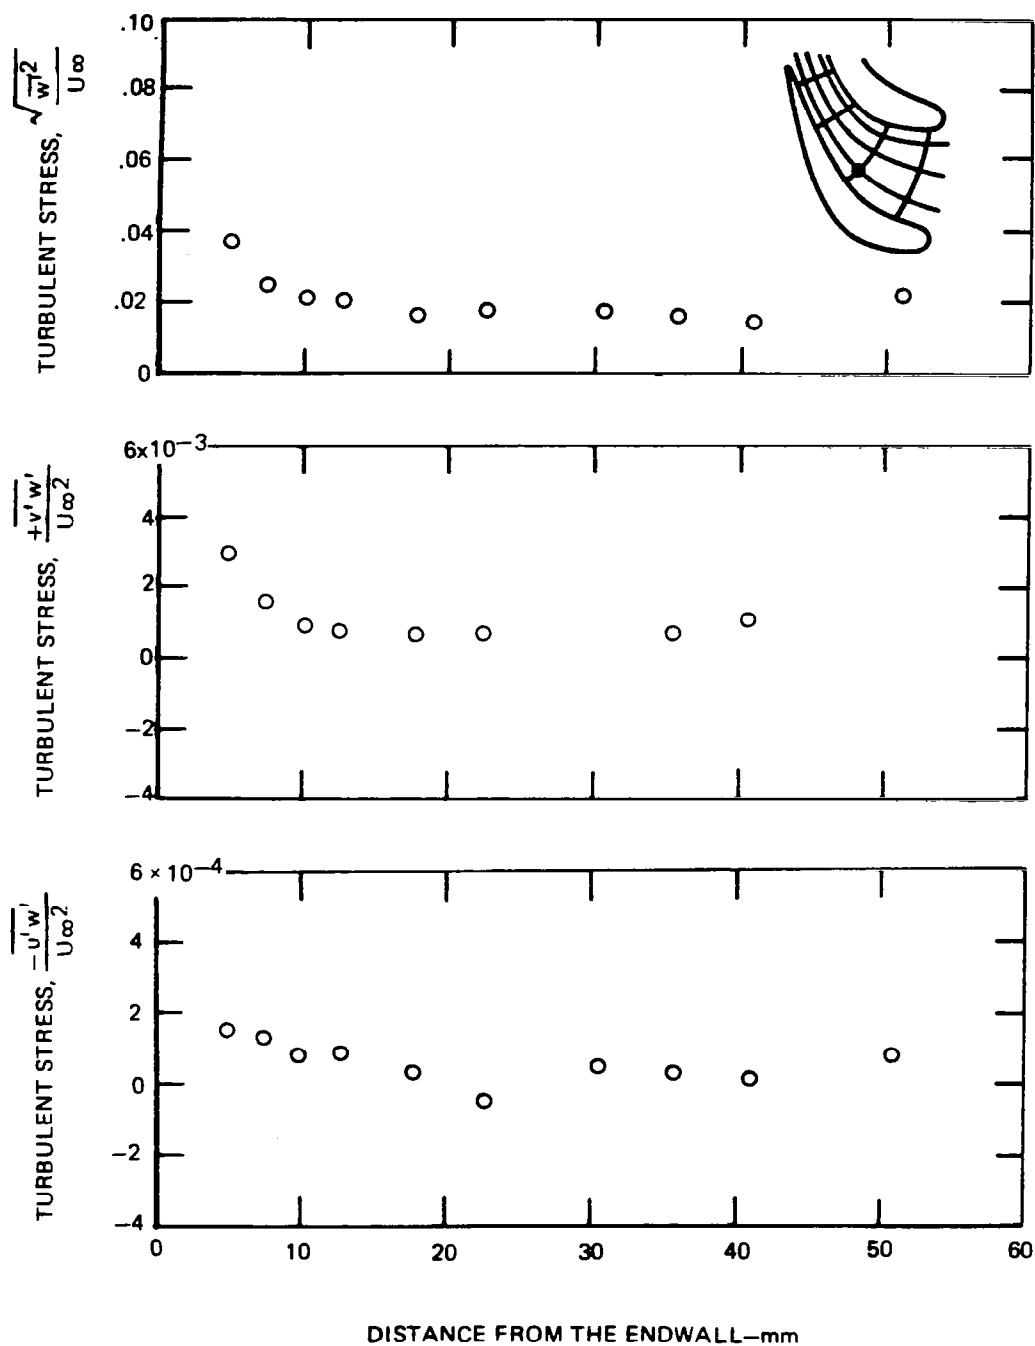 TURBULENT STRESS, √w'2 / U∞
.10
.08
.06
.04
.02
0
TURBULENT STRESS, +v' w' / U∞2
6x10−3
4
2
0
−2
−4
TURBULENT STRESS, −u' w' / U∞2
6 × 10−4
4
2
0
−2
−4
0 10 20 30 40 50 60
DISTANCE FROM THE ENDWALL—mm